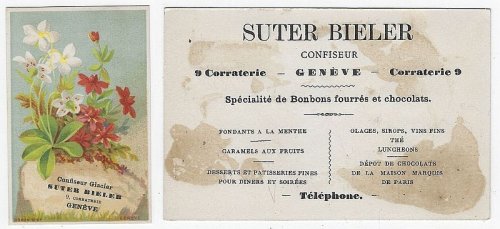 Confiseur Glacier
SUTER BIELER
9, CORRATERIE
GENÈVE
SUTER BIELER
CONFISEUR
9 Corraterie – GENÈVE – Corraterie 9
Spécialité de Bonbons fourrés et chocolats.
FONDANTS A LA MENTHE
CARAMELS AUX FRUITS
DESSERTS ET PATISSERIES FINES
POUR DINERS ET SOIRÉES
GLACES, SIROPS, VINS FINS
THÉ
LUNCHEONS
DÉPOT DE CHOCOLATS
DE LA MAISON MARQUIS
DE PARIS
Téléphone.